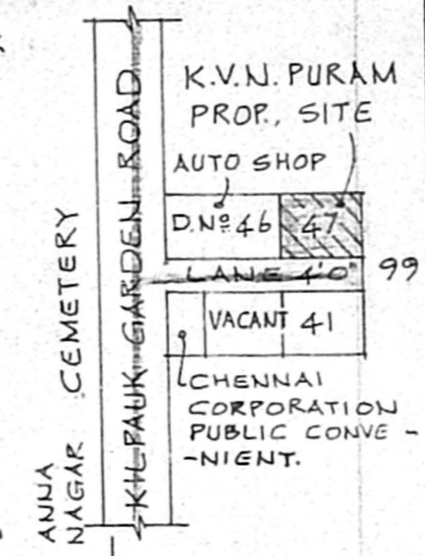 K.V.N. PURAM
PROP., SITE
AUTO SHOP
D.Nº 46
47
LANE 4'0"
99
VACANT
41
CHENNAI
CORPORATION
PUBLIC CONVE -
-NIENT.
KILPAUK GARDEN ROAD
CEMETERY
ANNA
NAGAR